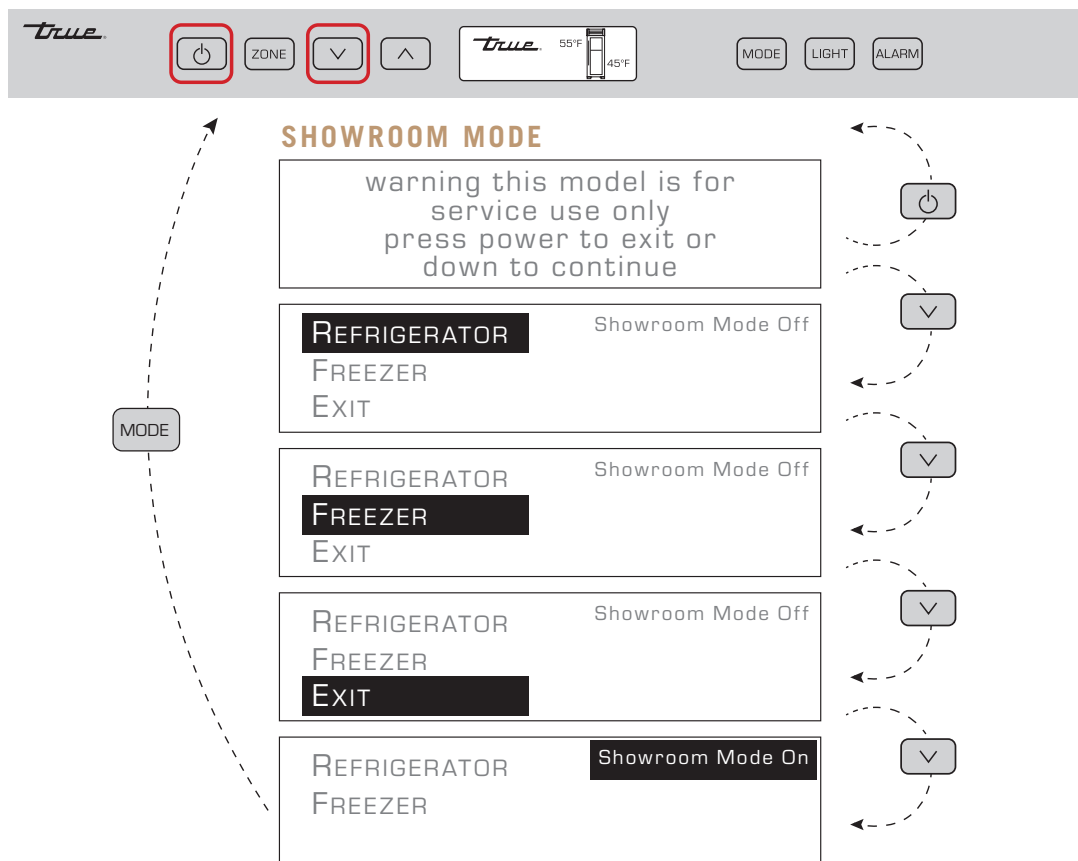 True.
ZONE
True.
55°F
45°F
MODE
LIGHT
ALARM
SHOWROOM MODE
warning this model is for
service use only
press power to exit or
down to continue
REFRIGERATOR
Showroom Mode Off
FREEZER
EXIT
MODE
REFRIGERATOR
Showroom Mode Off
FREEZER
EXIT
REFRIGERATOR
Showroom Mode Off
FREEZER
EXIT
REFRIGERATOR
Showroom Mode On
FREEZER